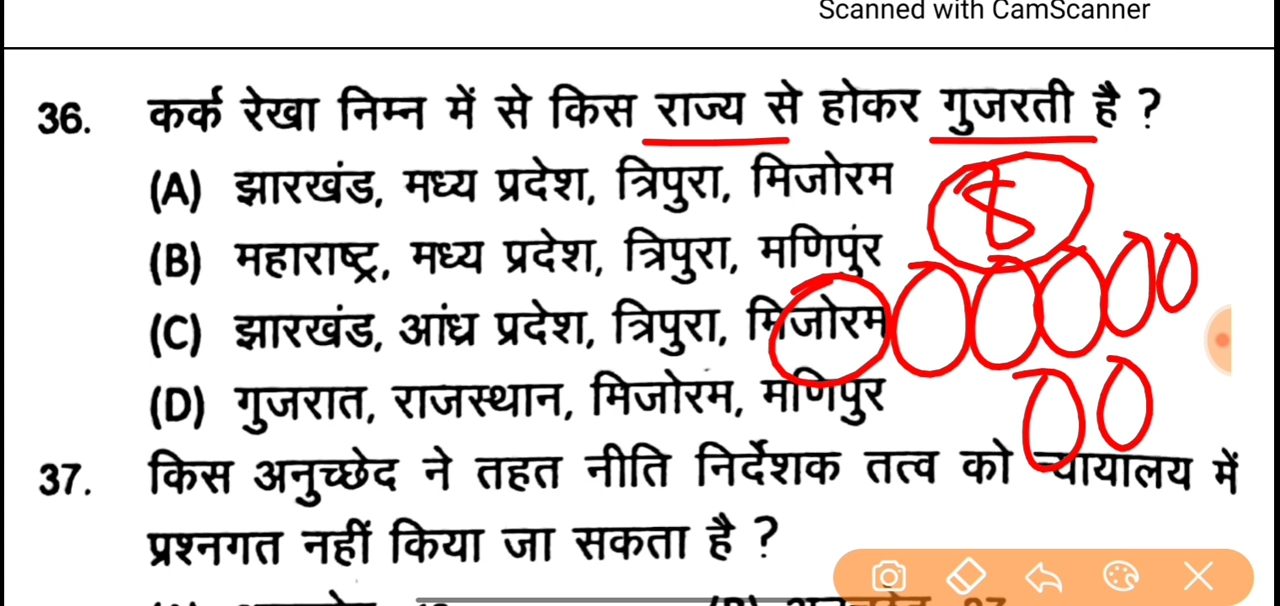 Scanned with CamScanner
36. कर्क रेखा निम्न में से किस राज्य से होकर गुजरती है ?
(A) झारखंड, मध्य प्रदेश, त्रिपुरा, मिजोरम
8
(B) महाराष्ट्र, मध्य प्रदेश, त्रिपुरा, मणिपुंर
(C) झारखंड, आंध्र प्रदेश, त्रिपुरा, मिजोरम
(D) गुजरात, राजस्थान, मिजोरम, मणिपुर
37. किस अनुच्छेद ने तहत नीति निर्देशक तत्व को न्यायालय में
प्रश्नगत नहीं किया जा सकता है ?